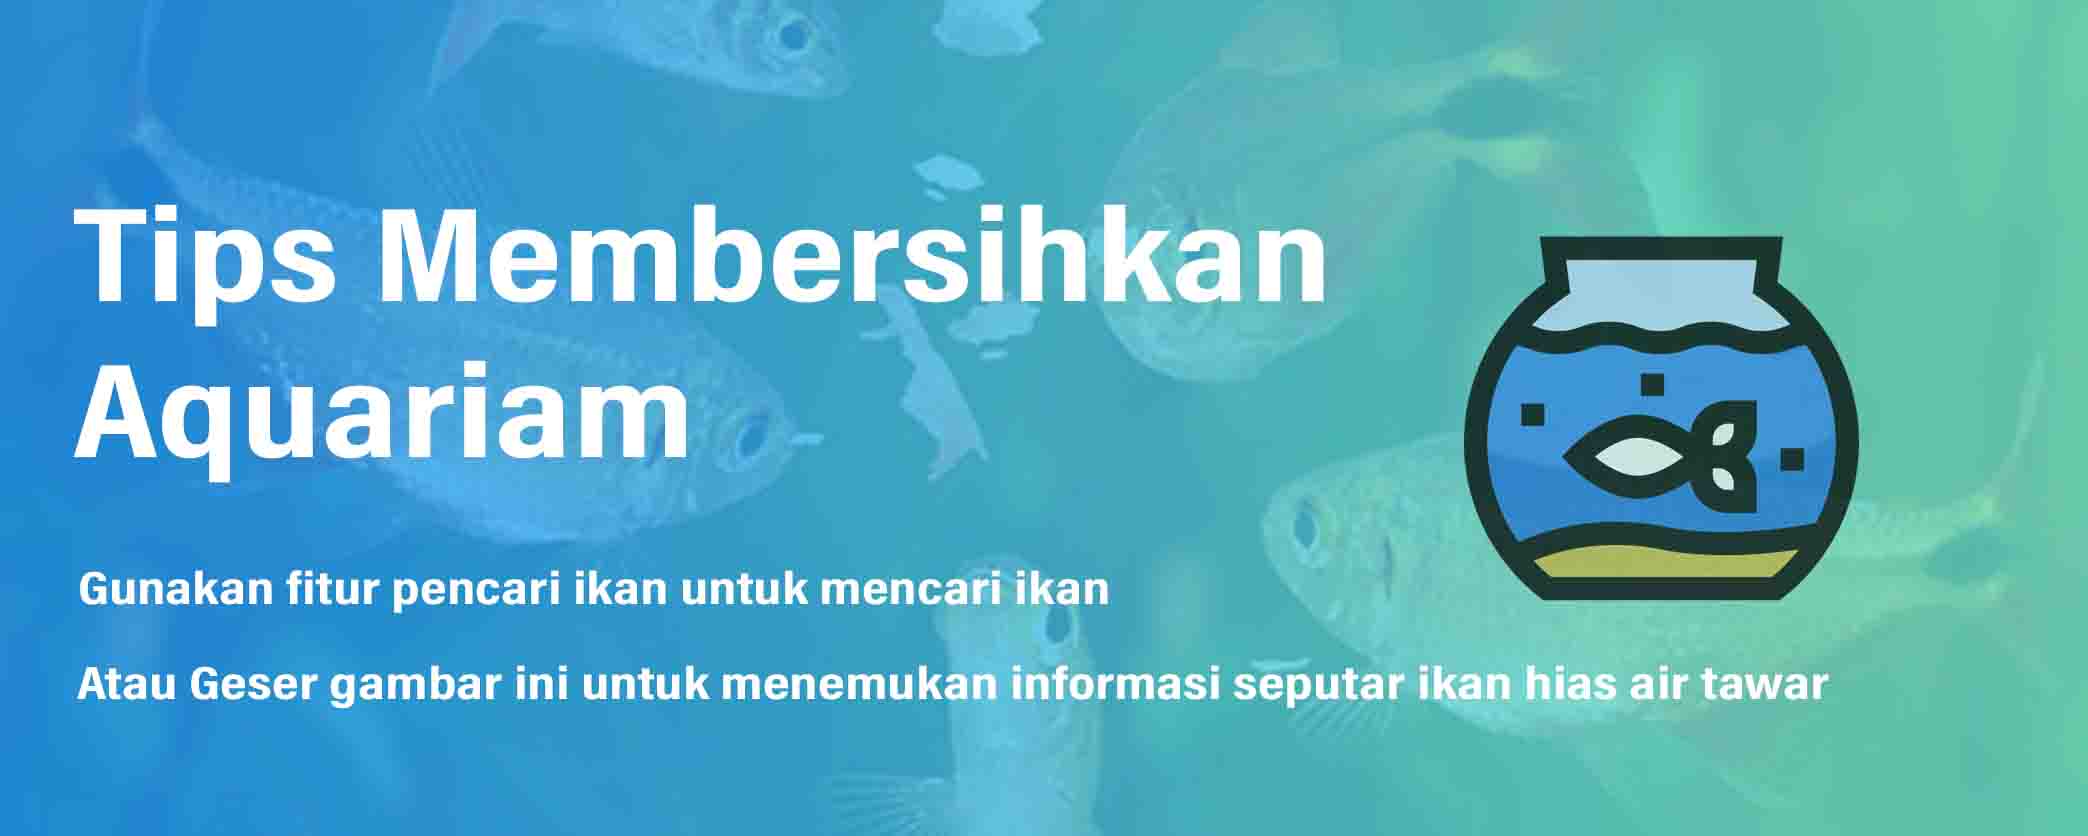 Tips Membersihkan
Aquariam
Gunakan fitur pencari ikan untuk mencari ikan
Atau Geser gambar ini untuk menemukan informasi seputar ikan hias air tawar